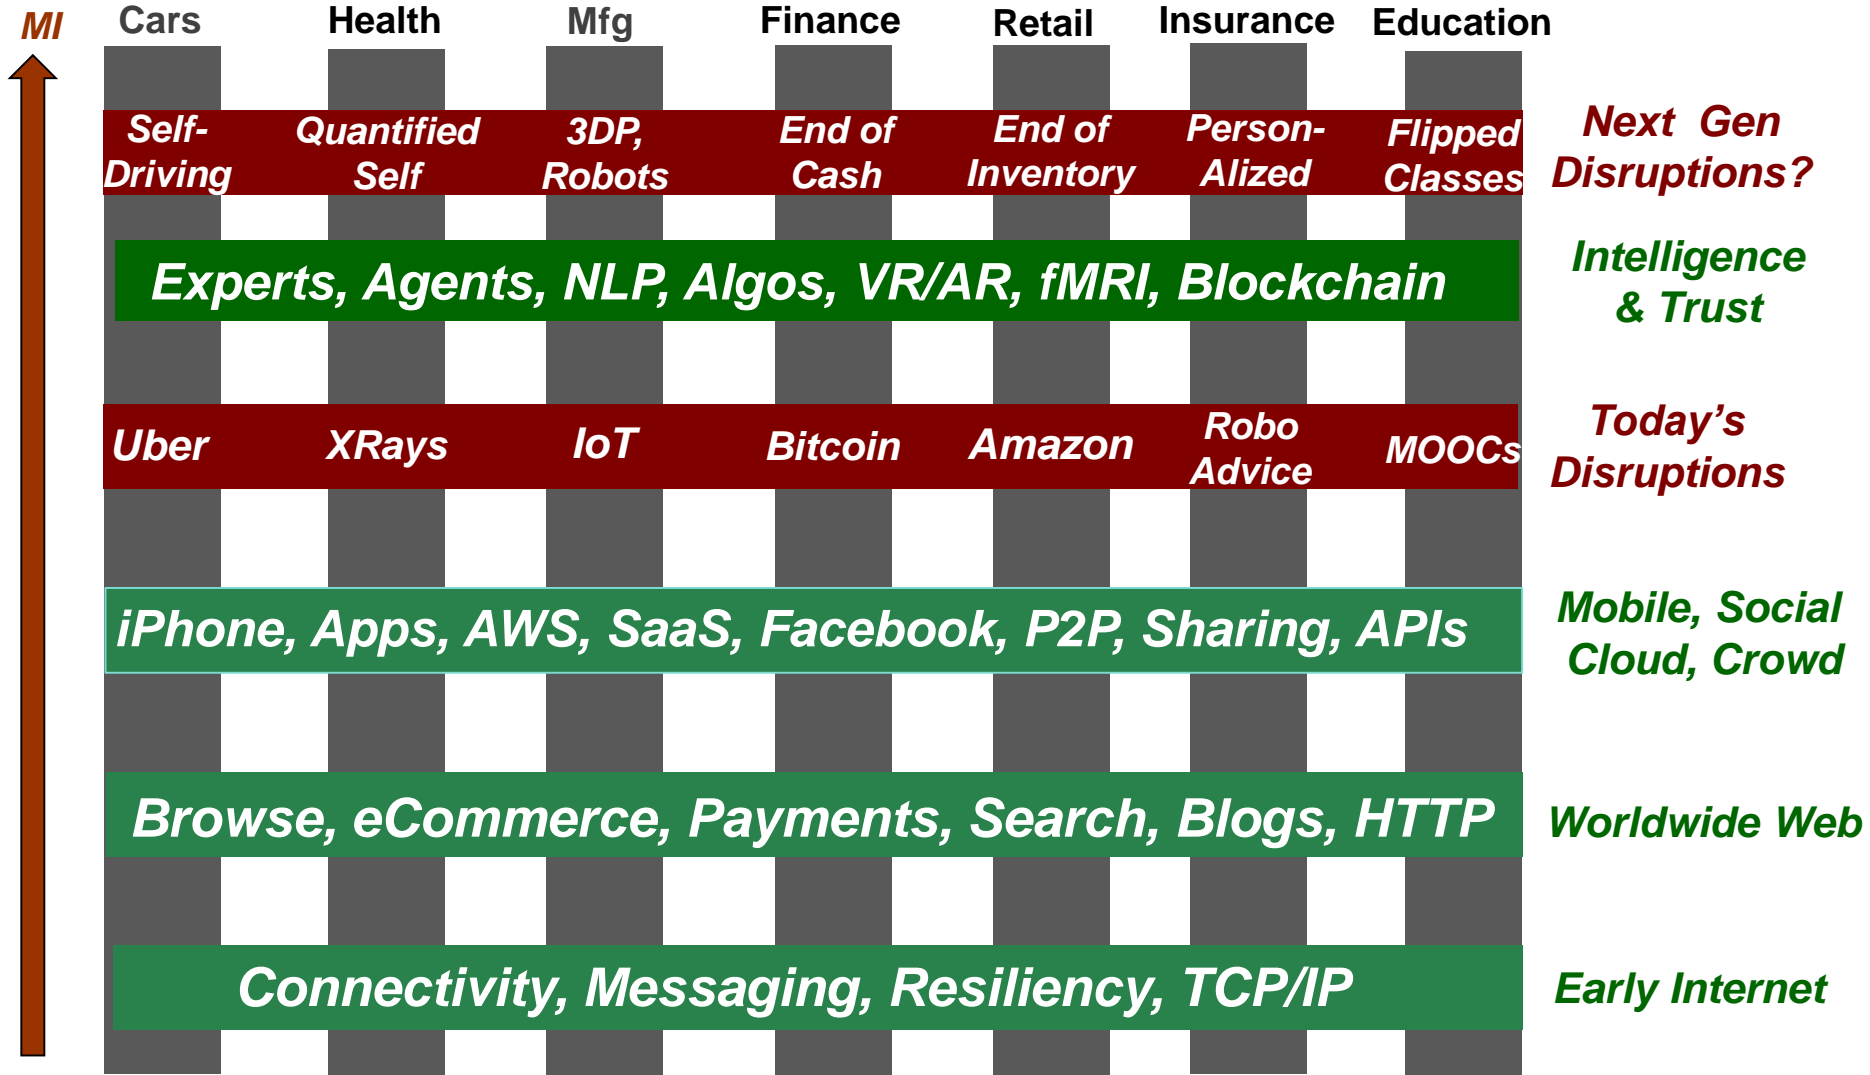 MI
Cars Health Mfg Finance Retail Insurance Education
Self-
Driving
Quantified
Self
3DP,
Robots
End of
Cash
End of
Inventory
Person-
Alized
Flipped
Classes
Next Gen
Disruptions?
Experts, Agents, NLP, Algos, VR/AR, fMRI, Blockchain
Intelligence
& Trust
Uber
XRays
IoT
Bitcoin
Amazon
Robo
Advice
MOOCs
Today’s
Disruptions
iPhone, Apps, AWS, SaaS, Facebook, P2P, Sharing, APIs
Mobile, Social
Cloud, Crowd
Browse, eCommerce, Payments, Search, Blogs, HTTP
Worldwide Web
Connectivity, Messaging, Resiliency, TCP/IP
Early Internet